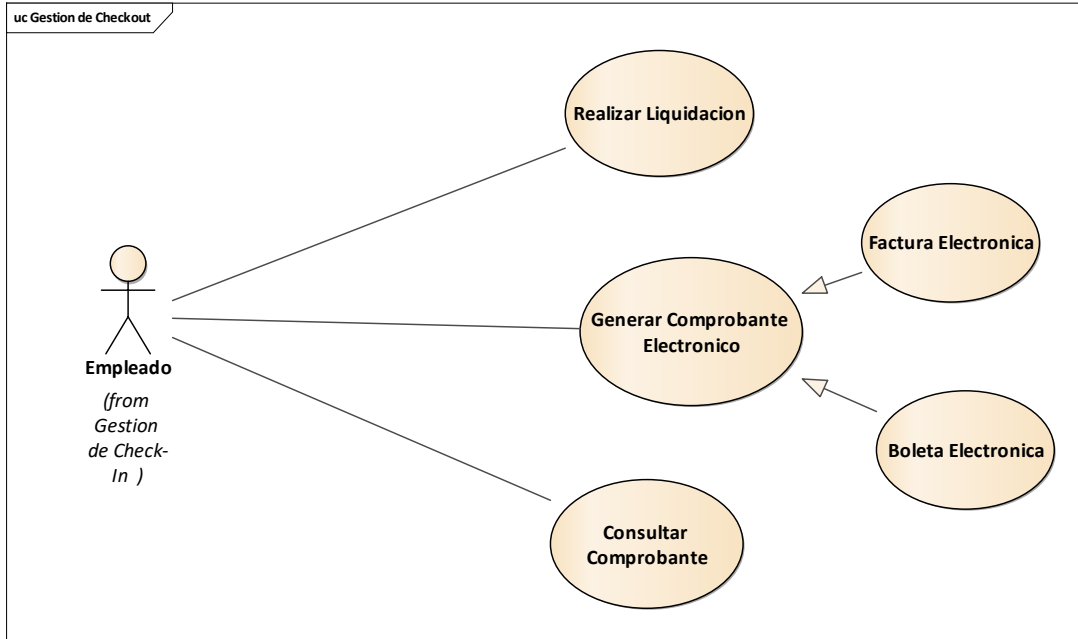 uc Gestion de Checkout
Realizar Liquidacion
Factura Electronica
Generar Comprobante
Electronico
Empleado
(from
Gestion
de Check-
In )
Boleta Electronica
Consultar
Comprobante